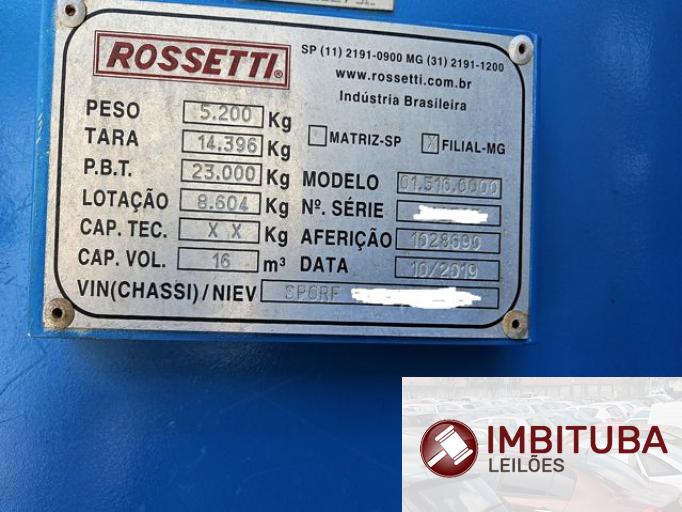 ROSSETTI®
SP (11) 2191-0900 MG (31) 2191-1200
www.rossetti.com.br
Indústria Brasileira
PESO 5.200 Kg
TARA 14.396 Kg MATRIZ-SP X FILIAL-MG
P.B.T. 23.000 Kg MODELO 01.516.0000
LOTAÇÃO 8.604 Kg Nº. SÉRIE
CAP. TEC. X X Kg AFERIÇÃO
CAP. VOL. 16 m³ DATA 10/2019
VIN(CHASSI)/NIEV
IMBITUBA
LEILÕES